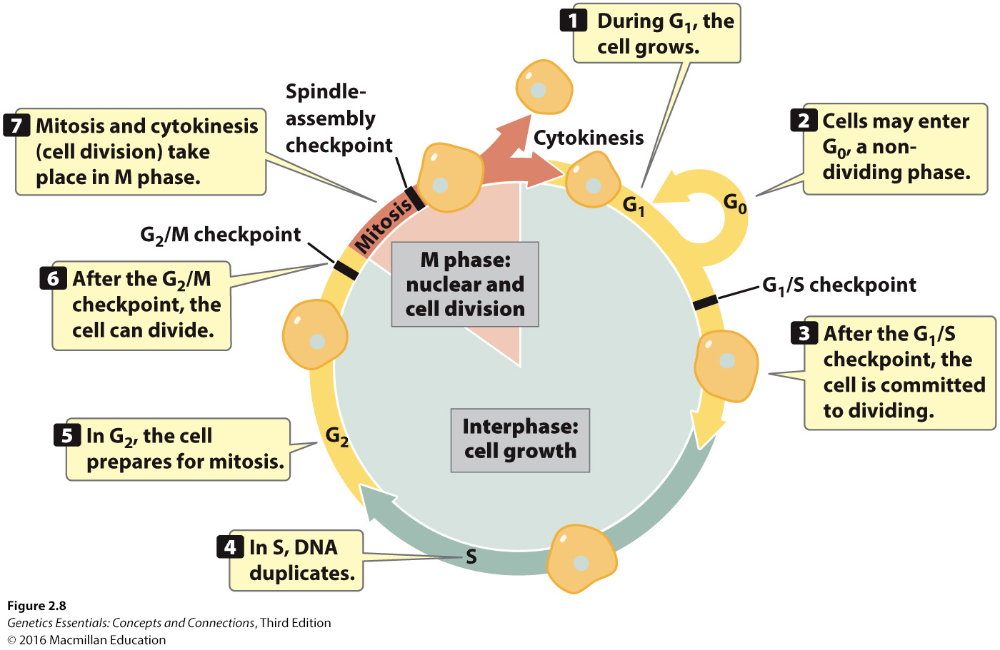 1 During G₁, the
cell grows.
2 Cells may enter
G₀, a non-
dividing phase.
Spindle-
assembly
checkpoint
7 Mitosis and cytokinesis
(cell division) take
place in M phase.
Cytokinesis
G₁
G₀
Mitosis
G₂/M checkpoint
M phase:
nuclear and
cell division
G₁/S checkpoint
6 After the G₂/M
checkpoint, the
cell can divide.
3 After the G₁/S
checkpoint, the
cell is committed
to dividing.
5 In G₂, the cell
prepares for mitosis.
G₂
Interphase:
cell growth
4 In S, DNA
duplicates.
S
Figure 2.8
Genetics Essentials: Concepts and Connections, Third Edition
© 2016 Macmillan Education